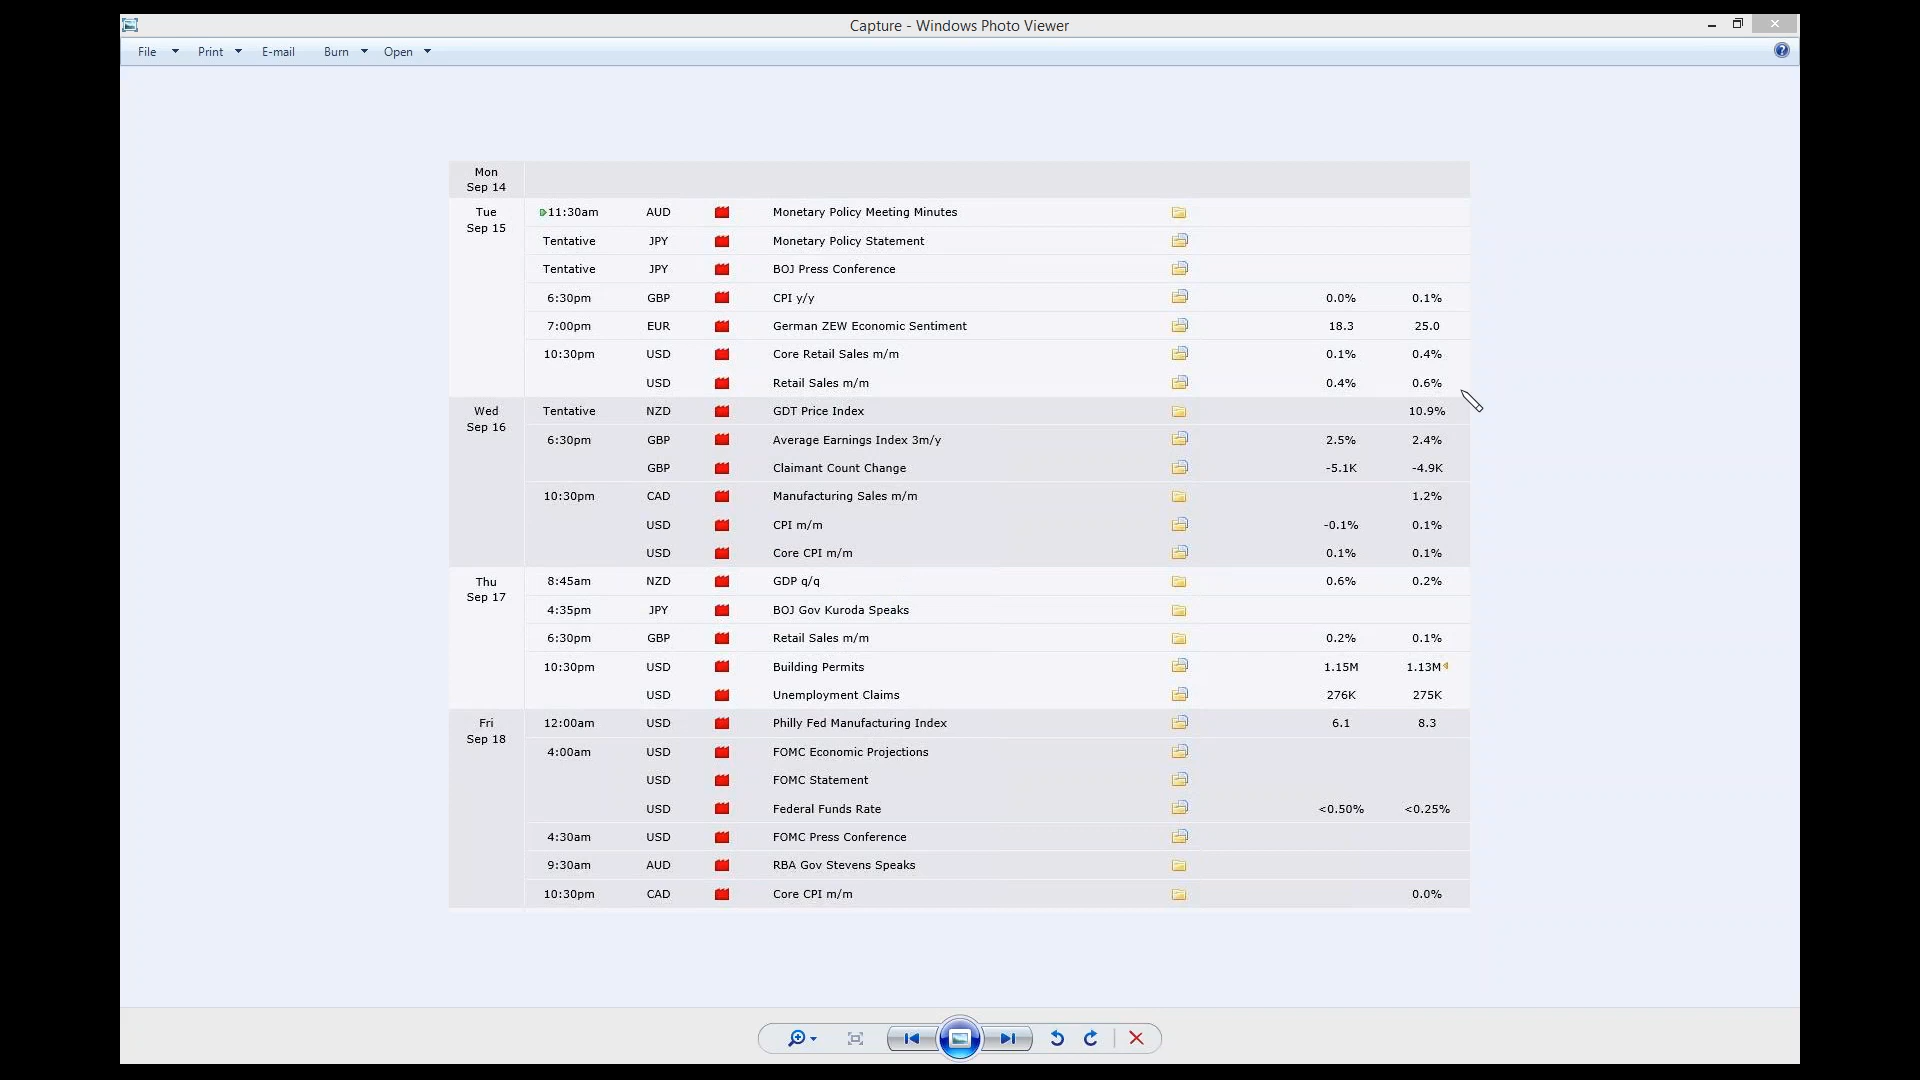 Capture - Windows Photo Viewer
File Print E-mail Burn Open
Mon
Sep 14
Tue
Sep 15
11:30am AUD Monetary Policy Meeting Minutes
Tentative JPY Monetary Policy Statement
Tentative JPY BOJ Press Conference
6:30pm GBP CPI y/y 0.0% 0.1%
7:00pm EUR German ZEW Economic Sentiment 18.3 25.0
10:30pm USD Core Retail Sales m/m 0.1% 0.4%
USD Retail Sales m/m 0.4% 0.6%
Wed
Sep 16
Tentative NZD GDT Price Index 10.9%
6:30pm GBP Average Earnings Index 3m/y 2.5% 2.4%
GBP Claimant Count Change -5.1K -4.9K
10:30pm CAD Manufacturing Sales m/m 1.2%
USD CPI m/m -0.1% 0.1%
USD Core CPI m/m 0.1% 0.1%
Thu
Sep 17
8:45am NZD GDP q/q 0.6% 0.2%
4:35pm JPY BOJ Gov Kuroda Speaks
6:30pm GBP Retail Sales m/m 0.2% 0.1%
10:30pm USD Building Permits 1.15M 1.13M
USD Unemployment Claims 276K 275K
Fri
Sep 18
12:00am USD Philly Fed Manufacturing Index 6.1 8.3
4:00am USD FOMC Economic Projections
USD FOMC Statement
USD Federal Funds Rate <0.50% <0.25%
4:30am USD FOMC Press Conference
9:30am AUD RBA Gov Stevens Speaks
10:30pm CAD Core CPI m/m 0.0%